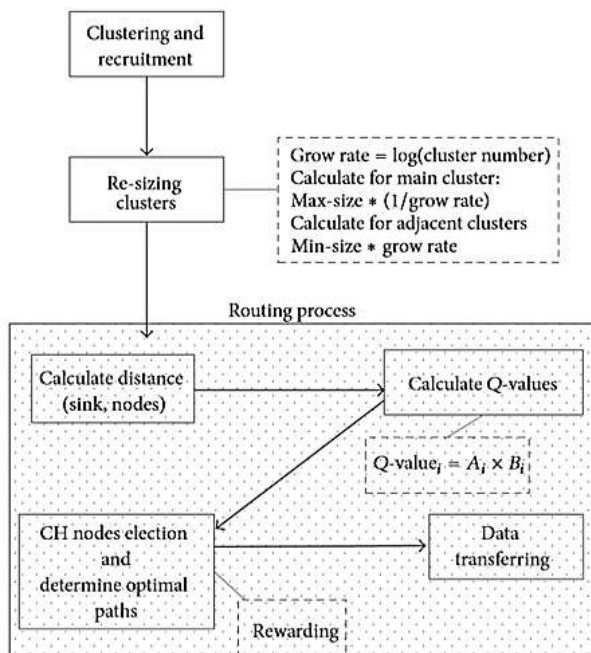 Clustering and
recruitment
Re-sizing
clusters
Grow rate = log(cluster number)
Calculate for main cluster:
Max-size * (1/grow rate)
Calculate for adjacent clusters
Min-size * grow rate
Routing process
Calculate distance
(sink, nodes)
Calculate Q-values
Q-valueᵢ = Aᵢ × Bᵢ
CH nodes election
and
determine optimal
paths
Data
transferring
Rewarding